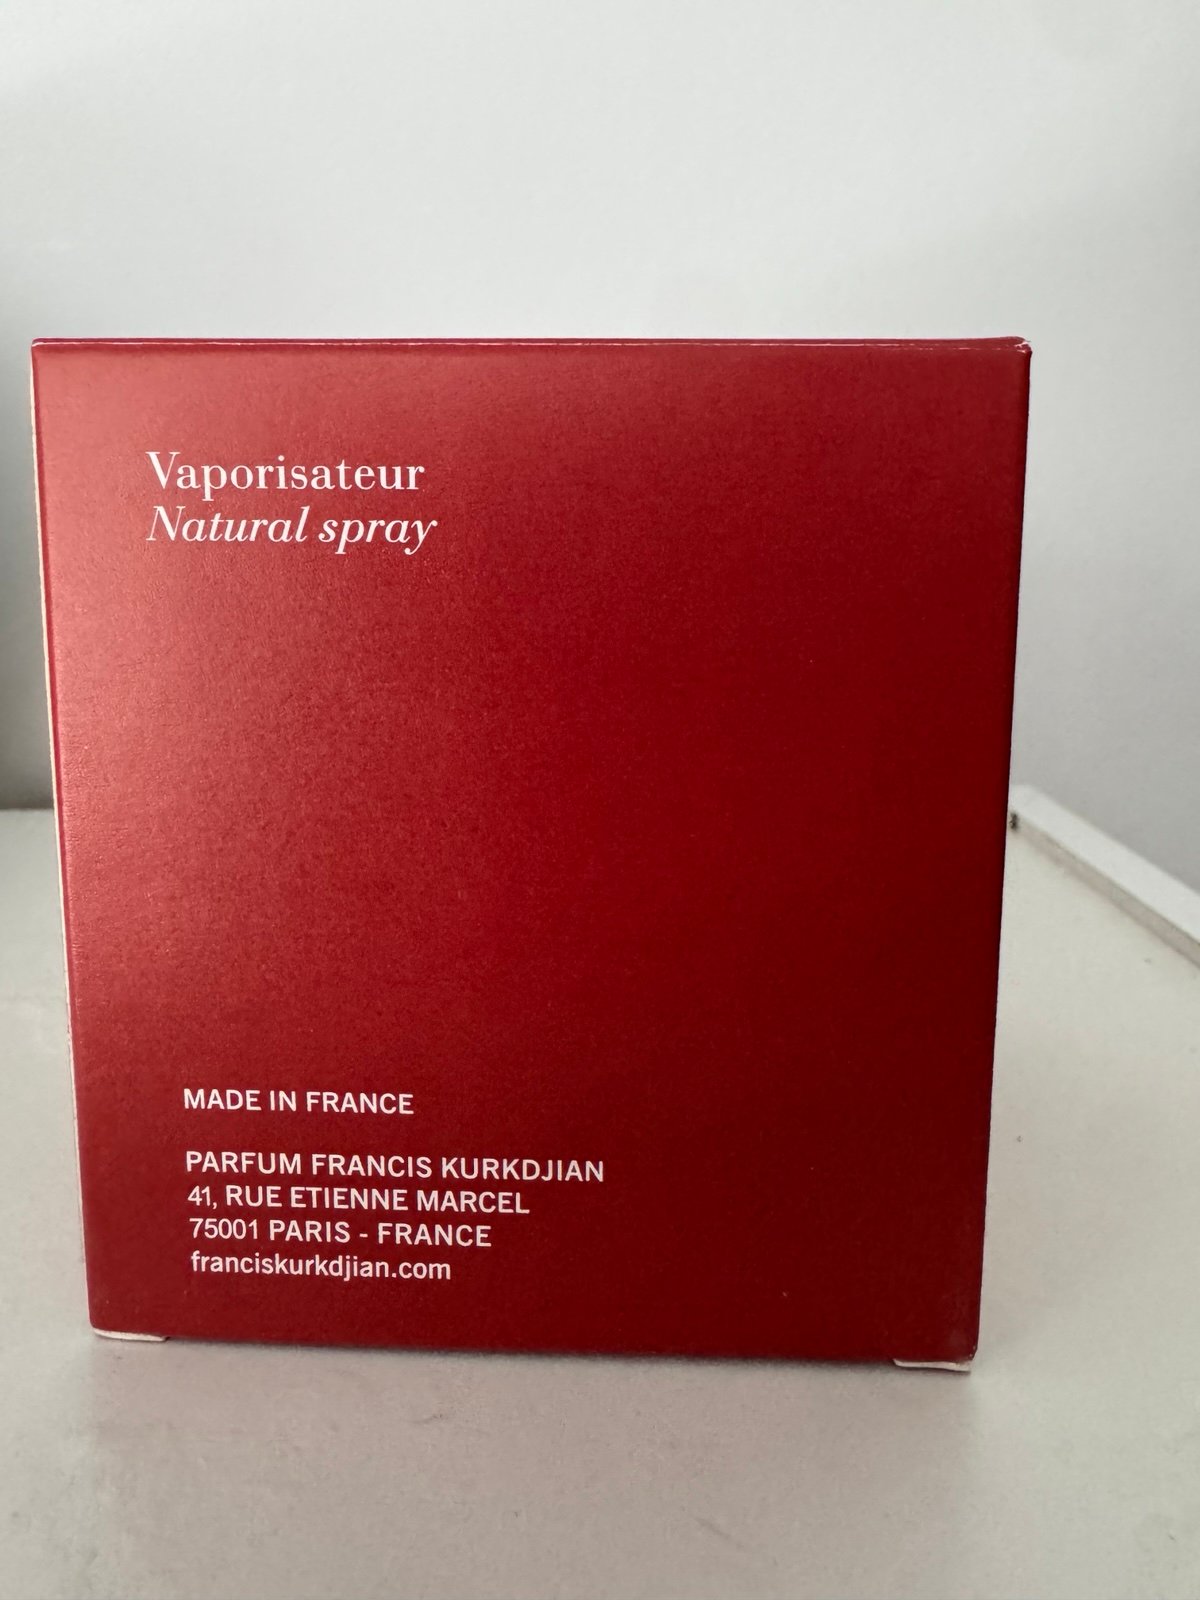 Vaporisateur
Natural spray
MADE IN FRANCE
PARFUM FRANCIS KURKDJIAN
41, RUE ETIENNE MARCEL
75001 PARIS - FRANCE
franciskurkdjian.com